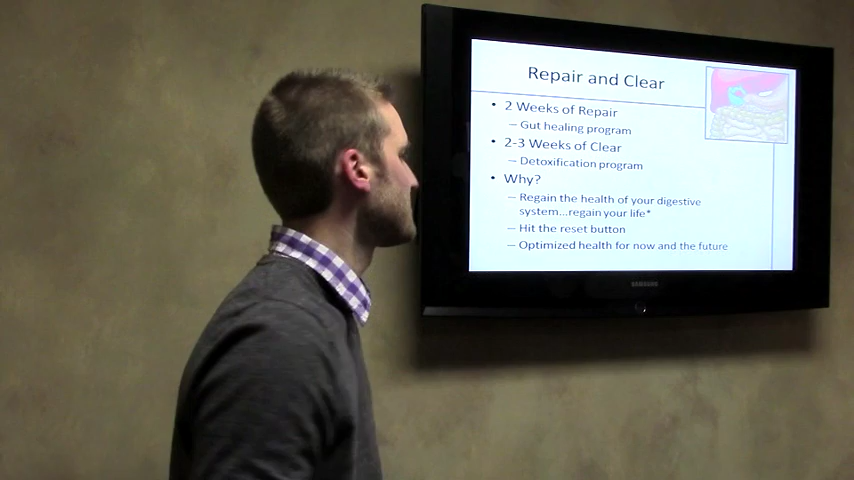 Repair and Clear
• 2 Weeks of Repair
– Gut healing program
• 2-3 Weeks of Clear
– Detoxification program
• Why?
– Regain the health of your digestive
system...regain your life*
– Hit the reset button
– Optimized health for now and the future
SAMSUNG